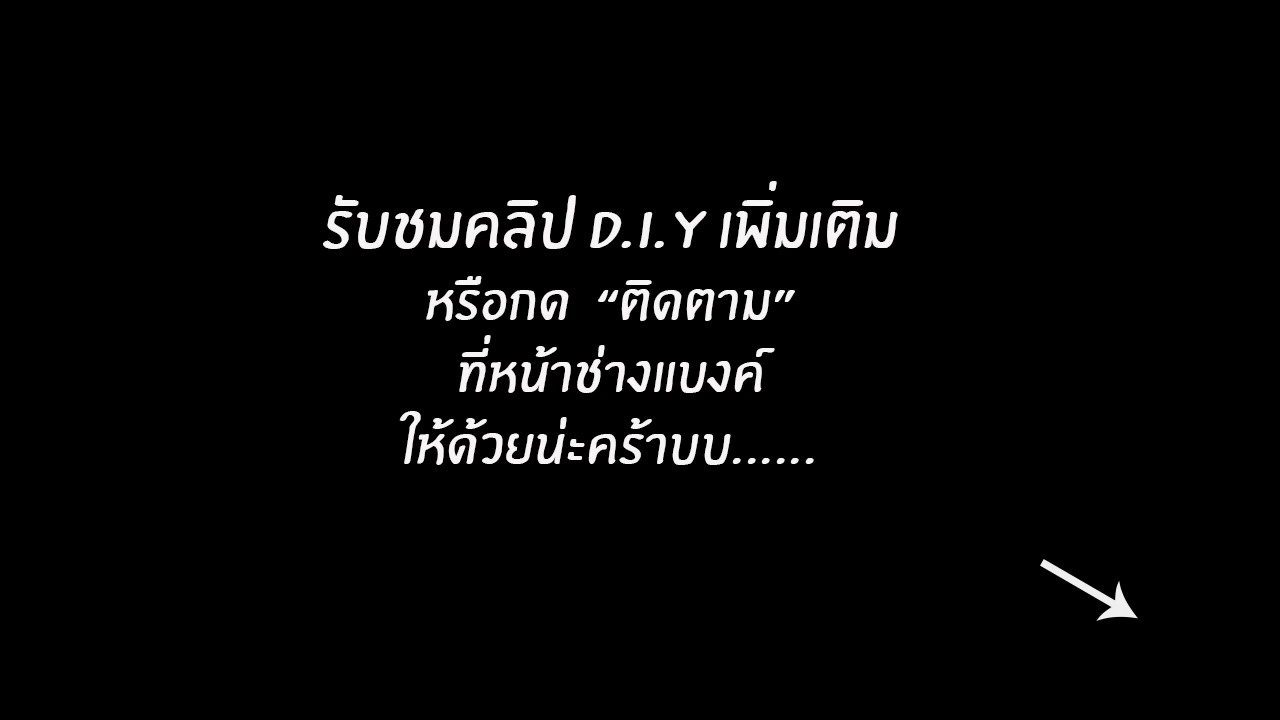 รับชมคลิป D.I.Y เพิ่มเติม
หรือกด “ติดตาม”
ที่หน้าช่างแบงค์
ให้ด้วยน่ะคร้าบบ......